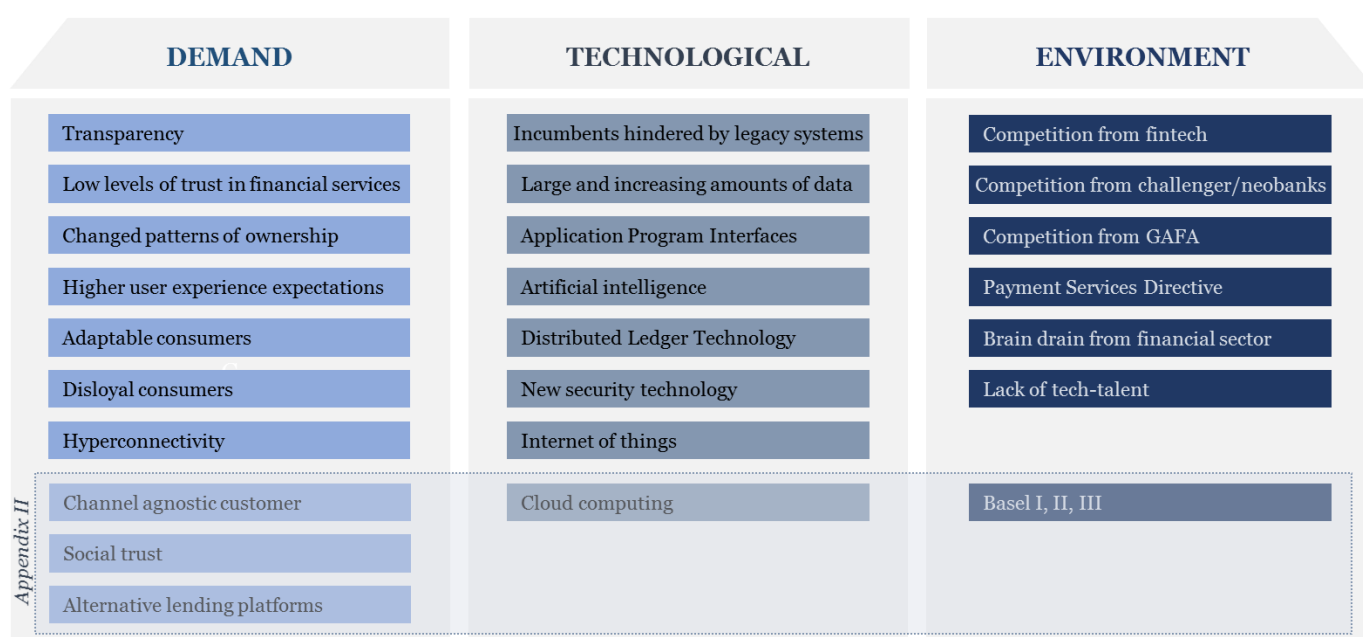 DEMAND
Transparency
Low levels of trust in financial services
Changed patterns of ownership
Higher user experience expectations
Adaptable consumers
Disloyal consumers
Hyperconnectivity
Channel agnostic customer
Social trust
Alternative lending platforms
TECHNOLOGICAL
Incumbents hindered by legacy systems
Large and increasing amounts of data
Application Program Interfaces
Artificial intelligence
Distributed Ledger Technology
New security technology
Internet of things
Cloud computing
ENVIRONMENT
Competition from fintech
Competition from challenger/neobanks
Competition from GAFA
Payment Services Directive
Brain drain from financial sector
Lack of tech-talent
Basel I, II, III
Appendix II